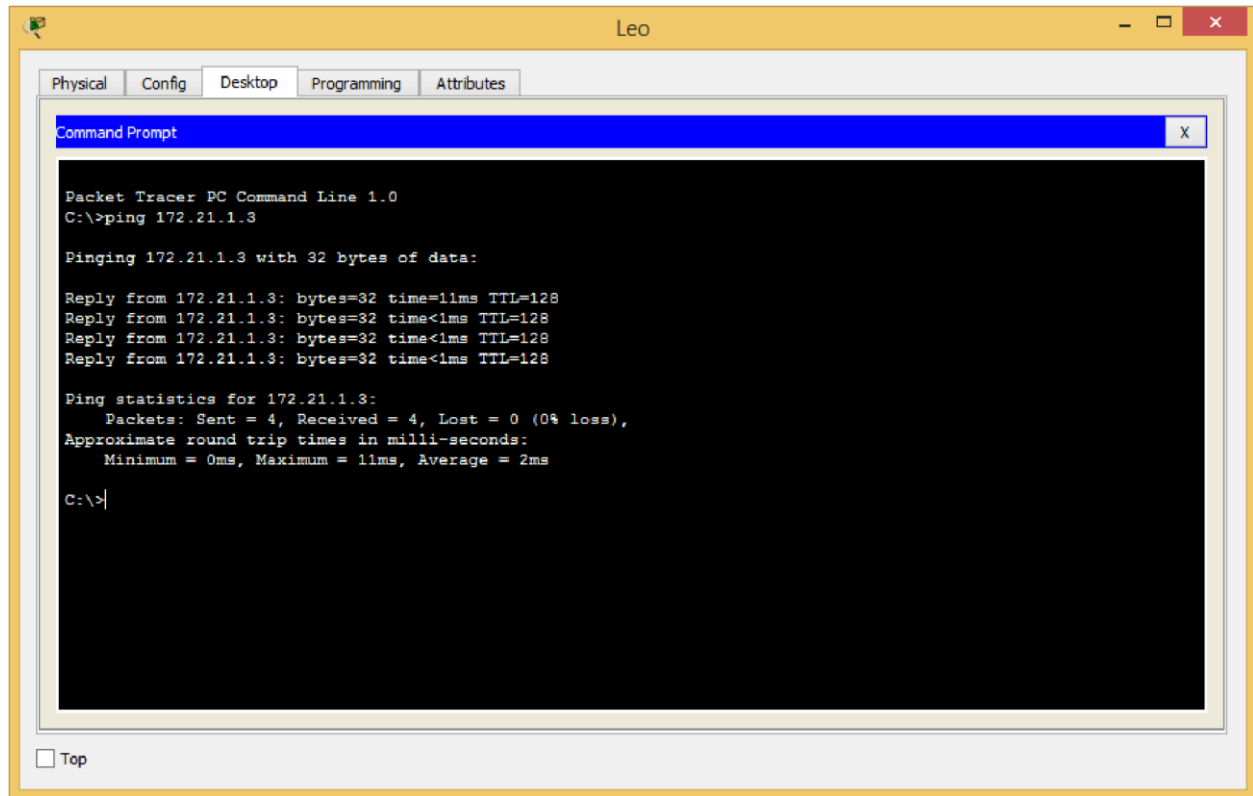 Leo
Physical Config Desktop Programming Attributes
Command Prompt X
Packet Tracer PC Command Line 1.0
C:\>ping 172.21.1.3
Pinging 172.21.1.3 with 32 bytes of data:
Reply from 172.21.1.3: bytes=32 time=11ms TTL=128
Reply from 172.21.1.3: bytes=32 time<1ms TTL=128
Reply from 172.21.1.3: bytes=32 time<1ms TTL=128
Reply from 172.21.1.3: bytes=32 time<1ms TTL=128
Ping statistics for 172.21.1.3:
Packets: Sent = 4, Received = 4, Lost = 0 (0% loss),
Approximate round trip times in milli-seconds:
Minimum = 0ms, Maximum = 11ms, Average = 2ms
C:\>
Top